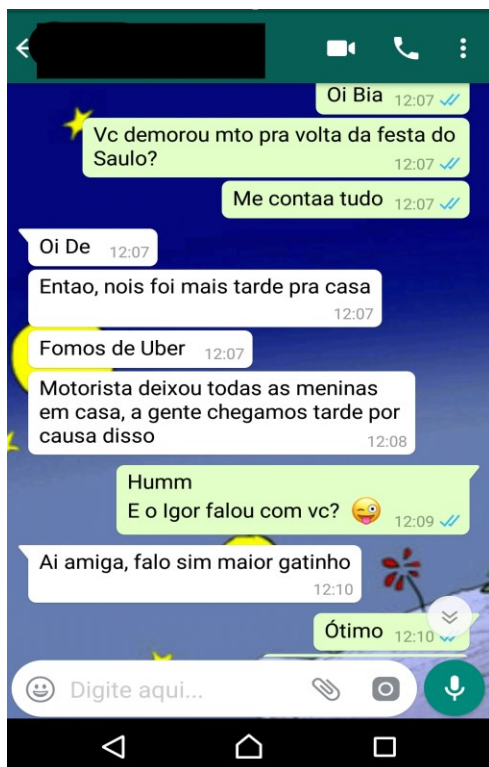 Oi Bia 12:07
Vc demorou mto pra volta da festa do
Saulo?
12:07
Me contaa tudo 12:07
Oi De 12:07
Entao, nois foi mais tarde pra casa
12:07
Fomos de Uber 12:07
Motorista deixou todas as meninas
em casa, a gente chegamos tarde por
causa disso 12:08
Humm
E o Igor falou com vc? 😜 12:09
Ai amiga, falo sim maior gatinho
12:10
Ótimo 12:10
Digite aqui...